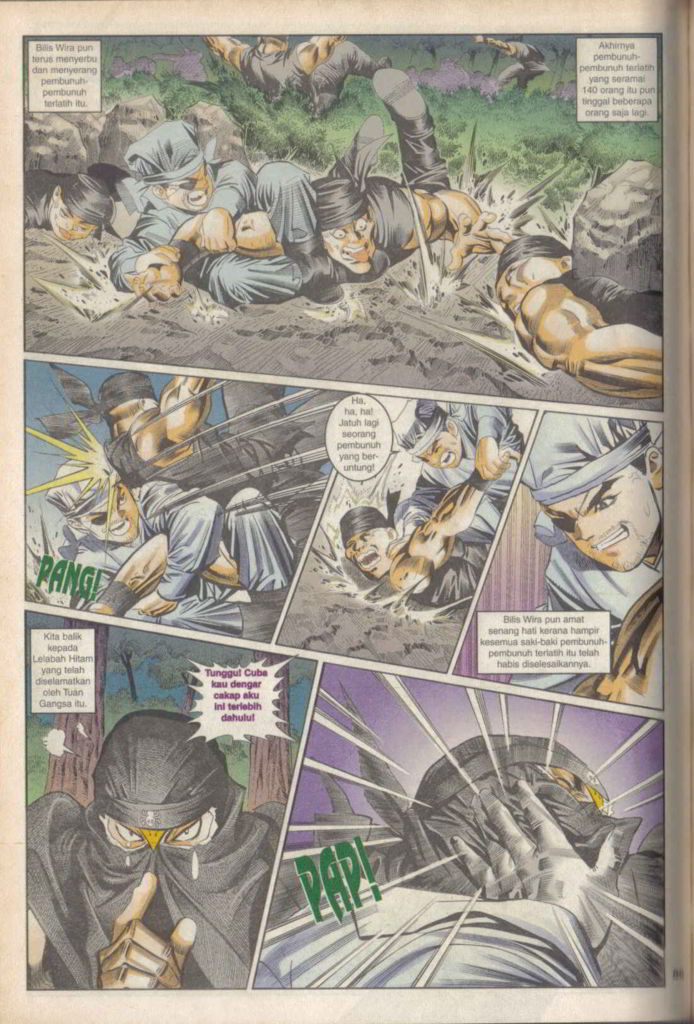 Bilis Wira pun
terus menyerbu
dan menyerang
pembunuh-
pembunuh
terlatih itu.
Akhirnya
pembunuh-
pembunuh terlatih
yang seramai
140 orang itu pun
tinggal beberapa
orang saja lagi.
PANG!
Ha,
ha, ha!
Jatuh lagi
seorang
pembunuh
yang ber-
untung!
Bilis Wira pun amat
senang hati kerana hampir
kesemua saki-baki pembunuh-
pembunuh terlatih itu telah
habis diselesaikannya.
Kita balik
kepada
Lelabah Hitam
yang telah
diselamatkan
oleh Tuan
Gangsa itu.
Tunggu! Cuba
kau dengar
cakap aku
ini terlebih
dahulu!
PAP!